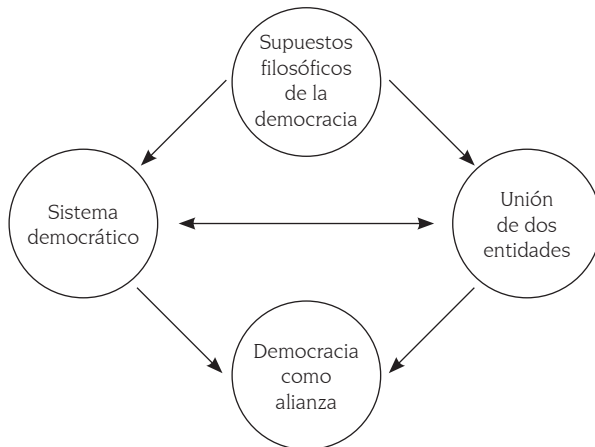 Supuestos
filosóficos
de la
democracia
Sistema
democrático
Unión
de dos
entidades
Democracia
como
alianza